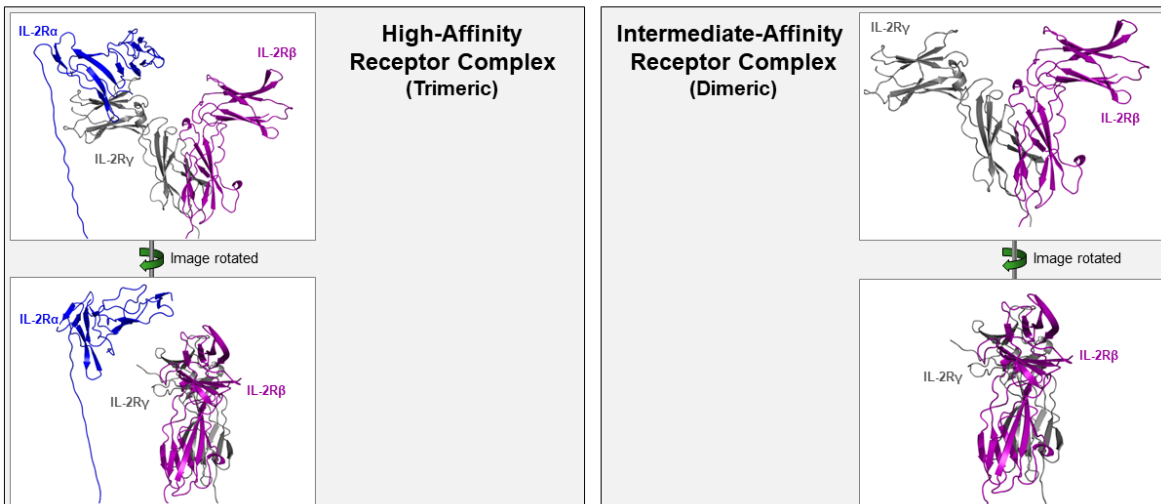 IL-2Rα
IL-2Rβ
IL-2Rγ
High-Affinity
Receptor Complex
(Trimeric)
Image rotated
IL-2Rα
IL-2Rγ
IL-2Rβ
Intermediate-Affinity
Receptor Complex
(Dimeric)
IL-2Rγ
IL-2Rβ
Image rotated
IL-2Rγ
IL-2Rβ